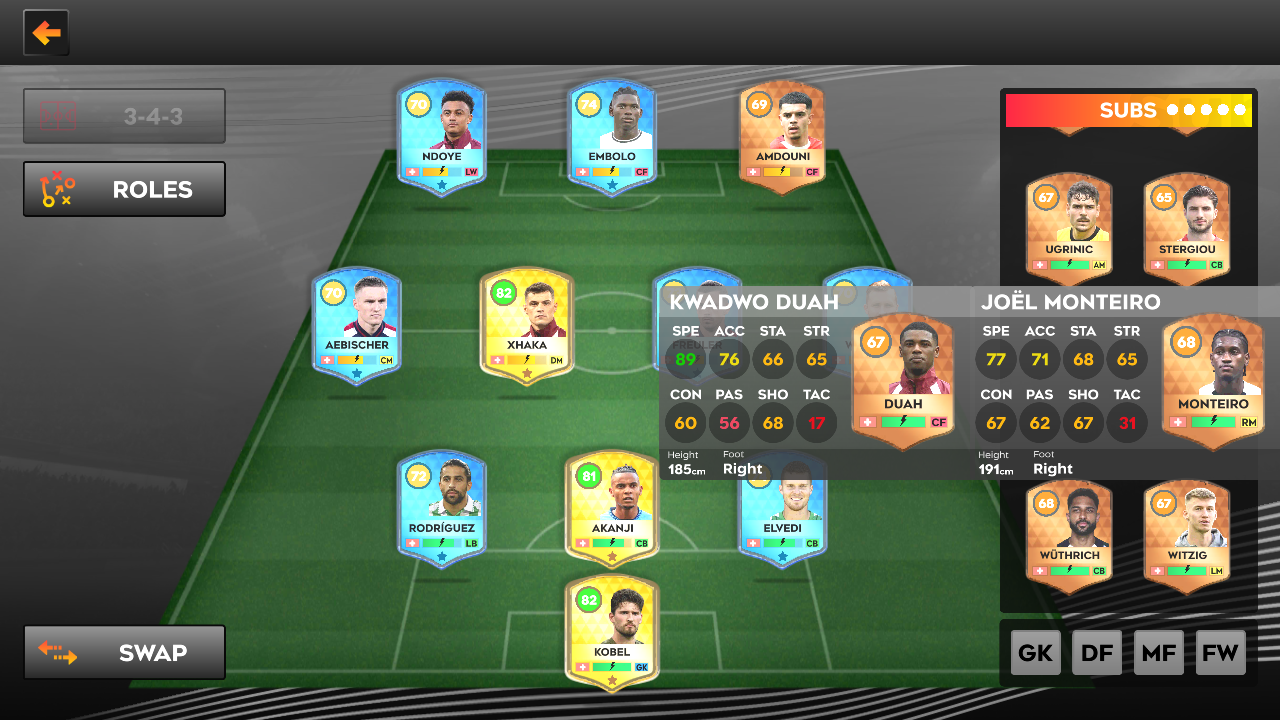 3-4-3
ROLES
SWAP
70
NDOYE
LW
74
EMBOLO
CF
69
AMDOUNI
CF
70
AEBISCHER
CM
82
XHAKA
DM
FREULER
72
RODRÍGUEZ
LB
81
AKANJI
CB
ELVEDI
CB
82
KOBEL
GK
SUBS
67
UGRINIC
AM
65
STERGIOU
CB
KWADWO DUAH
SPE ACC STA STR
89 76 66 65
CON PAS SHO TAC
60 56 68 17
Height Foot
185cm Right
67
DUAH
CF
JOËL MONTEIRO
SPE ACC STA STR
77 71 68 65
CON PAS SHO TAC
67 62 67 31
Height Foot
191cm Right
68
MONTEIRO
RM
68
WÜTHRICH
CB
67
WITZIG
LM
GK DF MF FW